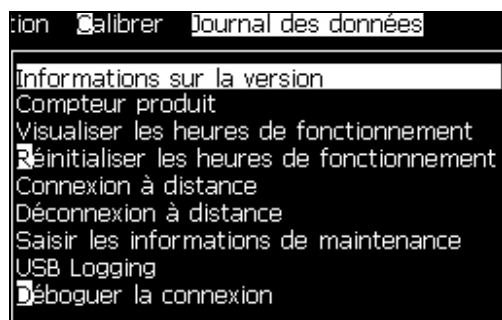 tion Calibrer Journal des données
Informations sur la version
Compteur produit
Visualiser les heures de fonctionnement
Réinitialiser les heures de fonctionnement
Connexion à distance
Déconnexion à distance
Saisir les informations de maintenance
USB Logging
Déboguer la connexion